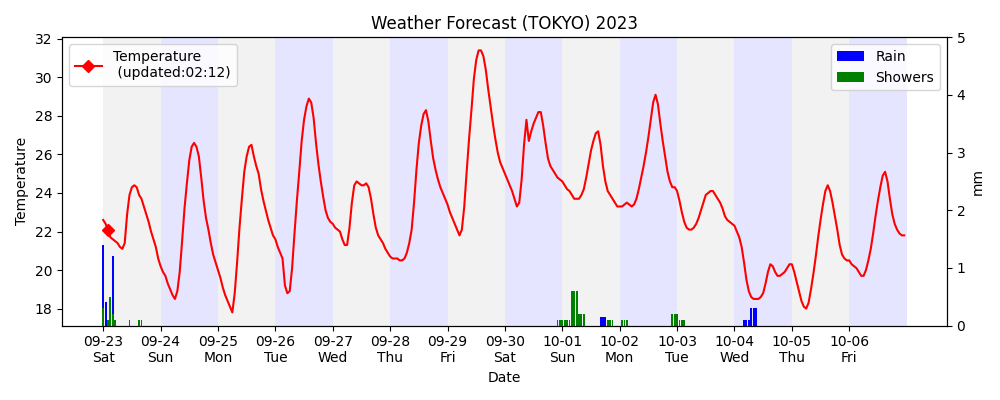 Weather Forecast (TOKYO) 2023
Temperature
(updated:02:12)
Rain
Showers
Temperature
32
30
28
26
24
22
20
18
5
4
3
2
1
0
mm
09-23 09-24 09-25 09-26 09-27 09-28 09-29 09-30 10-01 10-02 10-03 10-04 10-05 10-06
Sat Sun Mon Tue Wed Thu Fri Sat Sun Mon Tue Wed Thu Fri
Date